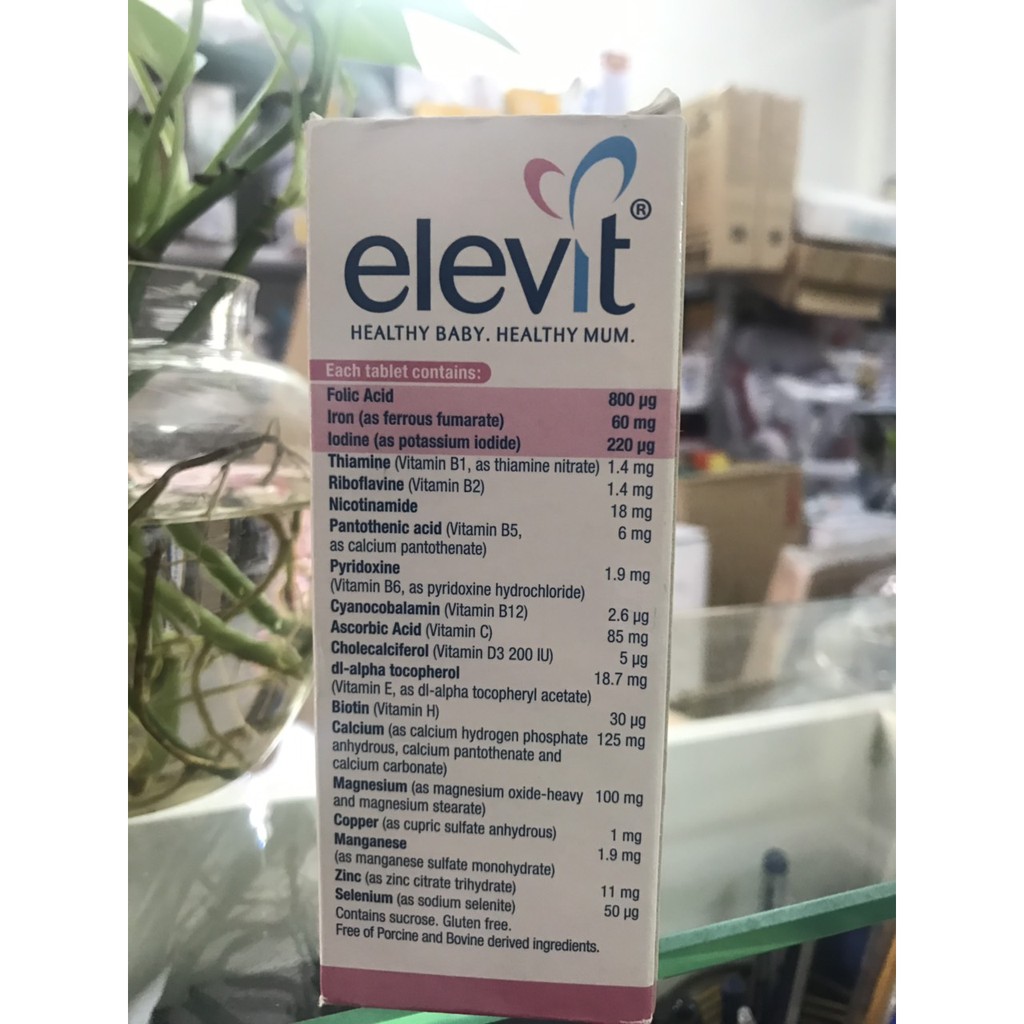 elevit®
HEALTHY BABY. HEALTHY MUM.
Each tablet contains:
Folic Acid 800 µg
Iron (as ferrous fumarate) 60 mg
Iodine (as potassium iodide) 220 µg
Thiamine (Vitamin B1, as thiamine nitrate) 1.4 mg
Riboflavine (Vitamin B2) 1.4 mg
Nicotinamide 18 mg
Pantothenic acid (Vitamin B5, 6 mg
as calcium pantothenate)
Pyridoxine 1.9 mg
(Vitamin B6, as pyridoxine hydrochloride)
Cyanocobalamin (Vitamin B12) 2.6 µg
Ascorbic Acid (Vitamin C) 85 mg
Cholecalciferol (Vitamin D3 200 IU) 5 µg
dl-alpha tocopherol 18.7 mg
(Vitamin E, as dl-alpha tocopheryl acetate)
Biotin (Vitamin H) 30 µg
Calcium (as calcium hydrogen phosphate 125 mg
anhydrous, calcium pantothenate and
calcium carbonate)
Magnesium (as magnesium oxide-heavy 100 mg
and magnesium stearate)
Copper (as cupric sulfate anhydrous) 1 mg
Manganese 1.9 mg
(as manganese sulfate monohydrate)
Zinc (as zinc citrate trihydrate) 11 mg
Selenium (as sodium selenite) 50 µg
Contains sucrose. Gluten free.
Free of Porcine and Bovine derived ingredients.